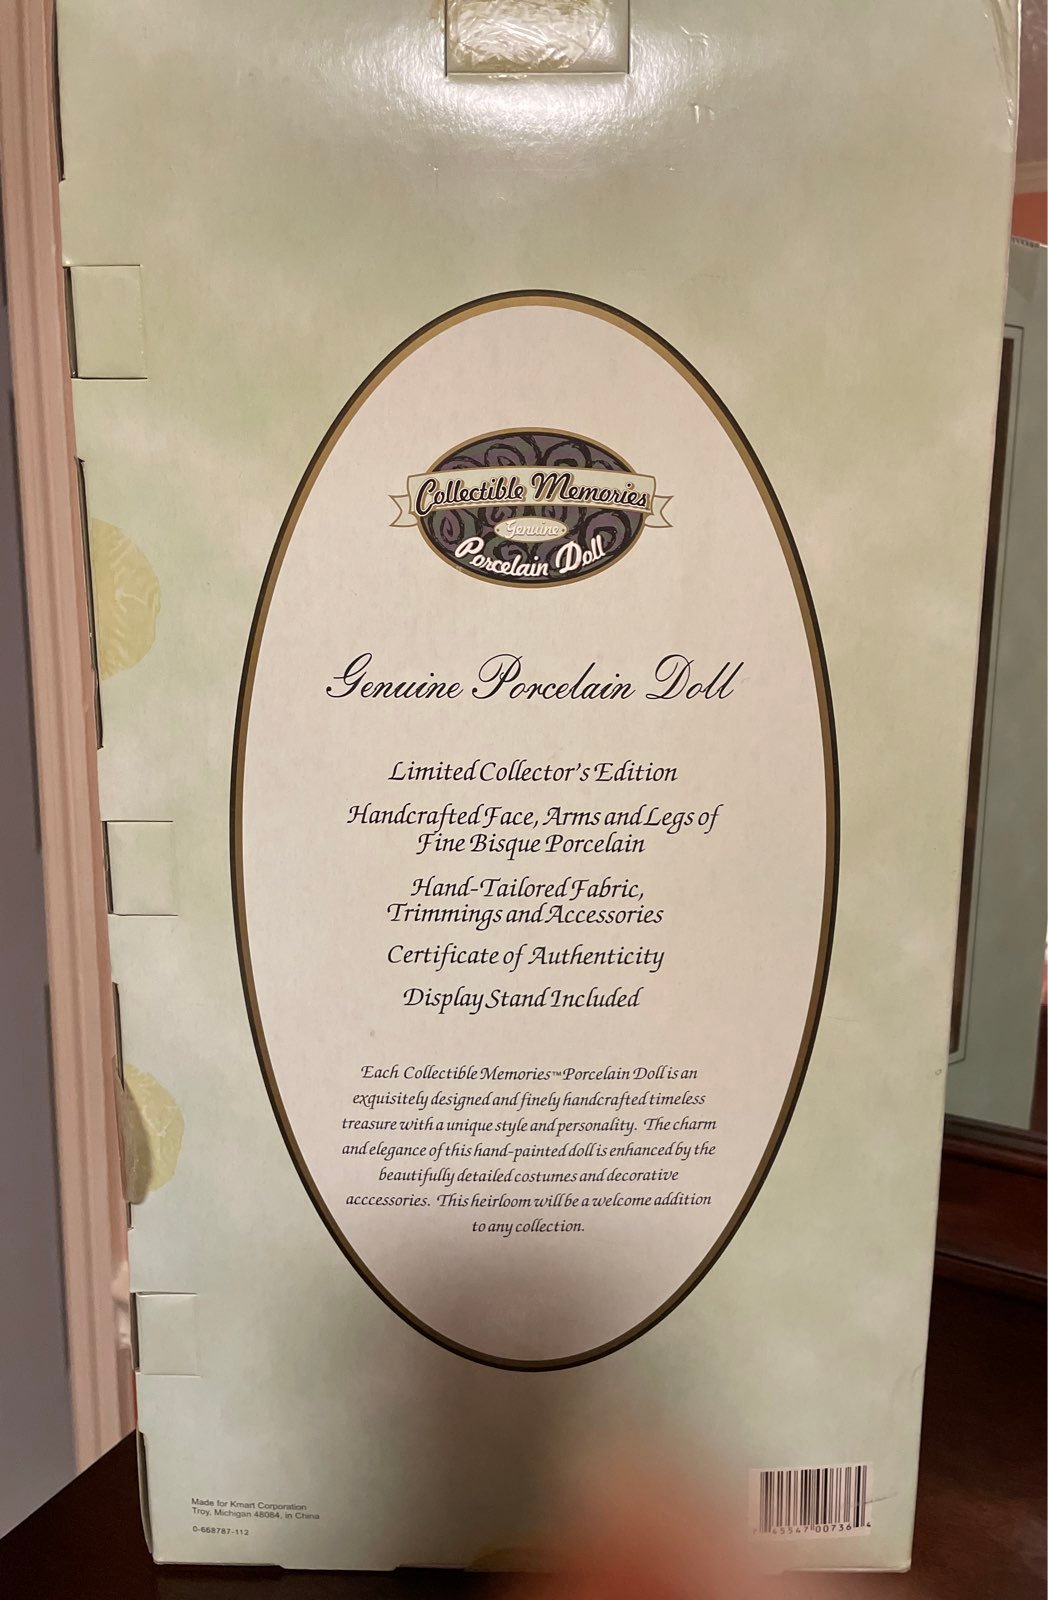 Collectible Memories
Genuine
Porcelain Doll
Genuine Porcelain Doll
Limited Collector's Edition
Handcrafted Face, Arms and Legs of
Fine Bisque Porcelain
Hand-Tailored Fabric,
Trimmings and Accessories
Certificate of Authenticity
Display Stand Included
Each Collectible Memories™ Porcelain Doll is an
exquisitely designed and finely handcrafted timeless
treasure with a unique style and personality. The charm
and elegance of this hand-painted doll is enhanced by the
beautifully detailed costumes and decorative
acccessories. This heirloom will be a welcome addition
to any collection.
Made for Kmart Corporation
Troy, Michigan 48084, in China
0-668787-112
45547 00736 4